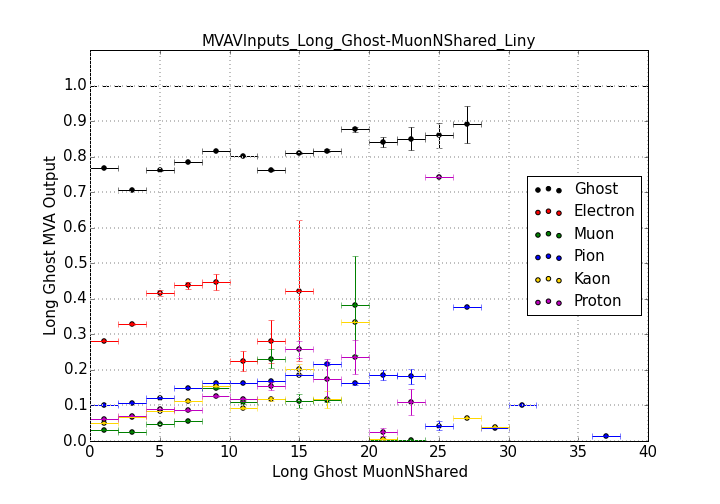 MVAVInputs_Long_Ghost-MuonNShared_Liny
1.0
0.9
0.8
0.7
0.6
0.5
0.4
0.3
0.2
0.1
0.0
Long Ghost MVA Output
Ghost
Electron
Muon
Pion
Kaon
Proton
0 5 10 15 20 25 30 35 40
Long Ghost MuonNShared